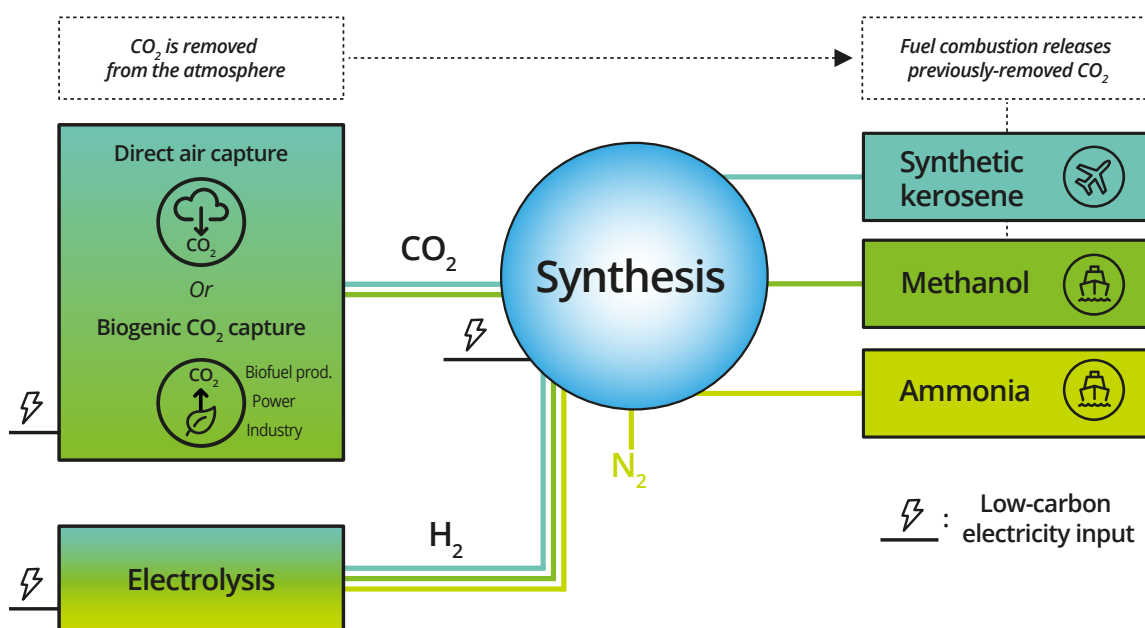 CO₂ is removed
from the atmosphere
Fuel combustion releases
previously-removed CO₂
Direct air capture
CO₂
Or
Biogenic CO₂ capture
CO₂
Biofuel prod.
Power
Industry
CO₂
Synthesis
Synthetic
kerosene
Methanol
Ammonia
N₂
H₂
Electrolysis
: Low-carbon
electricity input